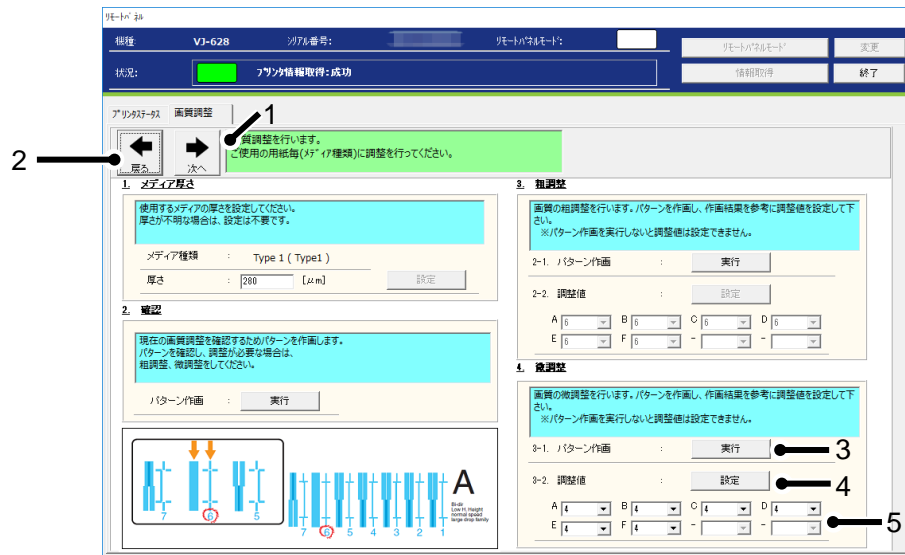 リモートパネル
機種:
VJ-628
シリアル番号:
リモートパネルモード:
リモートパネルモード
変更
状況:
プリンタ情報取得:成功
情報取得
終了
プリンタステータス
画質調整
1
2
戻る
次へ
質調整を行います。
ご使用の用紙毎(メディア種類)に調整を行ってください。
1. メディア厚さ
使用するメディアの厚さを設定してください。
厚さが不明な場合は、設定は不要です。
メディア種類 : Type 1 ( Type1 )
厚さ : 280 [μm] 設定
2. 確認
現在の画質調整を確認するためパターンを作画します。
パターンを確認し、調整が必要な場合は、
粗調整、微調整をしてください。
パターン作画 : 実行
7 6 5
7 6 5 4 3 2 1
A
Bi-dir
Low Fl. Height
normal speed
large drop family
3. 粗調整
画質の粗調整を行います。パターンを作画し、作画結果を参考に調整値を設定して下
さい。
※パターン作画を実行しないと調整値は設定できません。
2-1. パターン作画 : 実行
2-2. 調整値 : 設定
A 6 B 6 C 6 D 6
E 6 F 6 - -
4. 微調整
画質の微調整を行います。パターンを作画し、作画結果を参考に調整値を設定して下
さい。
※パターン作画を実行しないと調整値は設定できません。
3-1. パターン作画 : 実行
3
3-2. 調整値 : 設定
4
A 4 B 4 C 4 D 4
E 4 F 4 - -
5